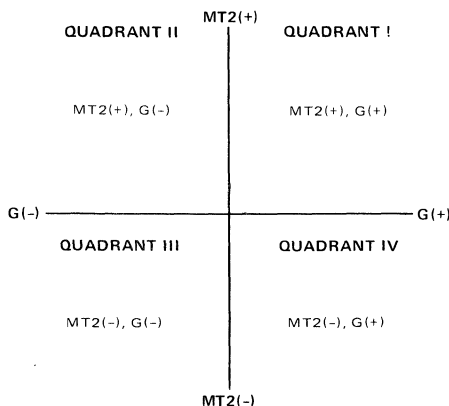 MT2(+)
QUADRANT II QUADRANT !
MT2(+), G(−) MT2(+), G(+)
G(−) G(+)
QUADRANT III QUADRANT IV
MT2(−), G(−) MT2(−), G(+)
MT2(−)